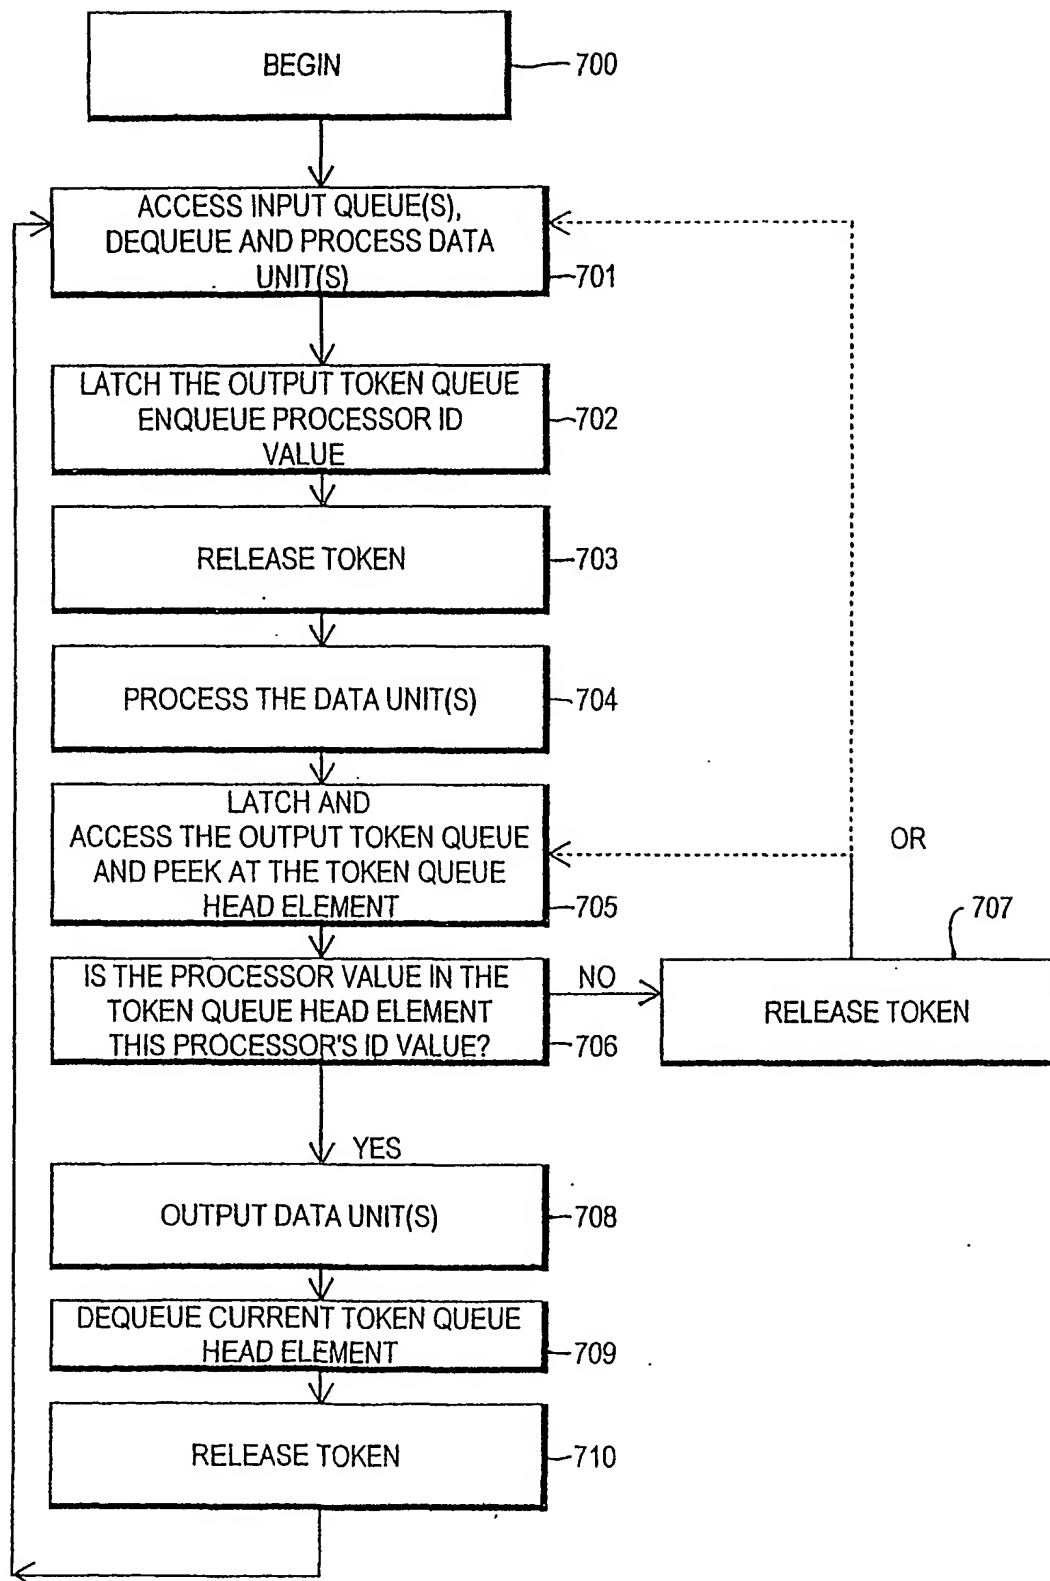 BEGIN
700
ACCESS INPUT QUEUE(S),
DEQUEUE AND PROCESS DATA
UNIT(S)
701
LATCH THE OUTPUT TOKEN QUEUE
ENQUEUE PROCESSOR ID
VALUE
702
RELEASE TOKEN
703
PROCESS THE DATA UNIT(S)
704
LATCH AND
ACCESS THE OUTPUT TOKEN QUEUE
AND PEEK AT THE TOKEN QUEUE
HEAD ELEMENT
705
OR
IS THE PROCESSOR VALUE IN THE
TOKEN QUEUE HEAD ELEMENT
THIS PROCESSOR'S ID VALUE?
706
NO
707
RELEASE TOKEN
YES
OUTPUT DATA UNIT(S)
708
DEQUEUE CURRENT TOKEN QUEUE
HEAD ELEMENT
709
RELEASE TOKEN
710